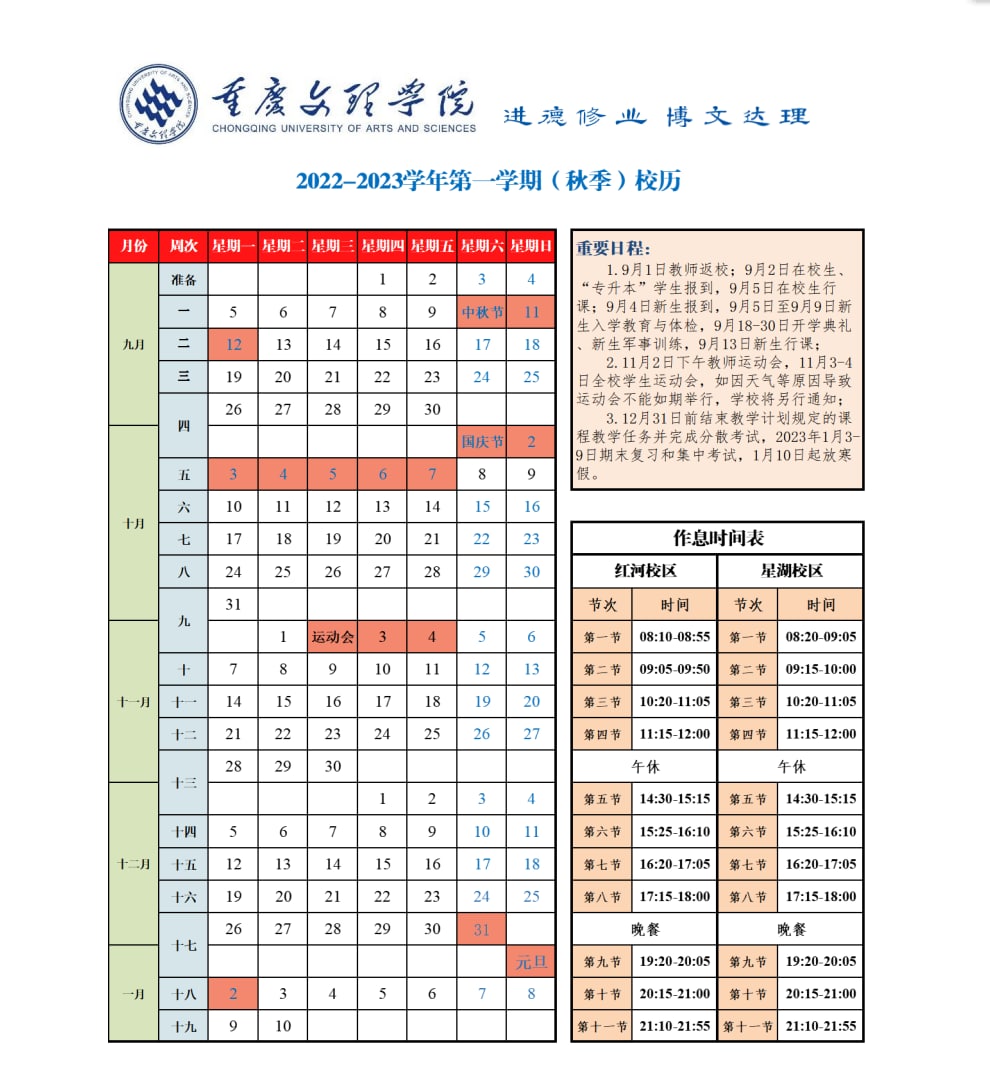 重庆文理学院
CHONGQING UNIVERSITY OF ARTS AND SCIENCES
进德修业 博文达理
2022-2023学年第一学期（秋季）校历
月份 周次 星期一 星期二 星期三 星期四 星期五 星期六 星期日
九月
准备 1 2 3 4
一 5 6 7 8 9 中秋节 11
二 12 13 14 15 16 17 18
三 19 20 21 22 23 24 25
四 26 27 28 29 30
十月
国庆节 2
五 3 4 5 6 7 8 9
六 10 11 12 13 14 15 16
七 17 18 19 20 21 22 23
八 24 25 26 27 28 29 30
九 31
十一月
1 运动会 3 4 5 6
十 7 8 9 10 11 12 13
十一 14 15 16 17 18 19 20
十二 21 22 23 24 25 26 27
十三 28 29 30
十二月
1 2 3 4
十四 5 6 7 8 9 10 11
十五 12 13 14 15 16 17 18
十六 19 20 21 22 23 24 25
十七 26 27 28 29 30 31
一月
元旦
十八 2 3 4 5 6 7 8
十九 9 10
重要日程：
1.9月1日教师返校；9月2日在校生、
“专升本”学生报到，9月5日在校生行
课；9月4日新生报到，9月5日至9月9日新
生入学教育与体检，9月18-30日开学典礼
、新生军事训练，9月13日新生行课；
2.11月2日下午教师运动会，11月3-4
日全校学生运动会，如因天气等原因导致
运动会不能如期举行，学校将另行通知；
3.12月31日前结束教学计划规定的课
程教学任务并完成分散考试，2023年1月3-
9日期末复习和集中考试，1月10日起放寒
假。
作息时间表
红河校区 星湖校区
节次 时间 节次 时间
第一节 08:10-08:55 第一节 08:20-09:05
第二节 09:05-09:50 第二节 09:15-10:00
第三节 10:20-11:05 第三节 10:20-11:05
第四节 11:15-12:00 第四节 11:15-12:00
午休 午休
第五节 14:30-15:15 第五节 14:30-15:15
第六节 15:25-16:10 第六节 15:25-16:10
第七节 16:20-17:05 第七节 16:20-17:05
第八节 17:15-18:00 第八节 17:15-18:00
晚餐 晚餐
第九节 19:20-20:05 第九节 19:20-20:05
第十节 20:15-21:00 第十节 20:15-21:00
第十一节 21:10-21:55 第十一节 21:10-21:55